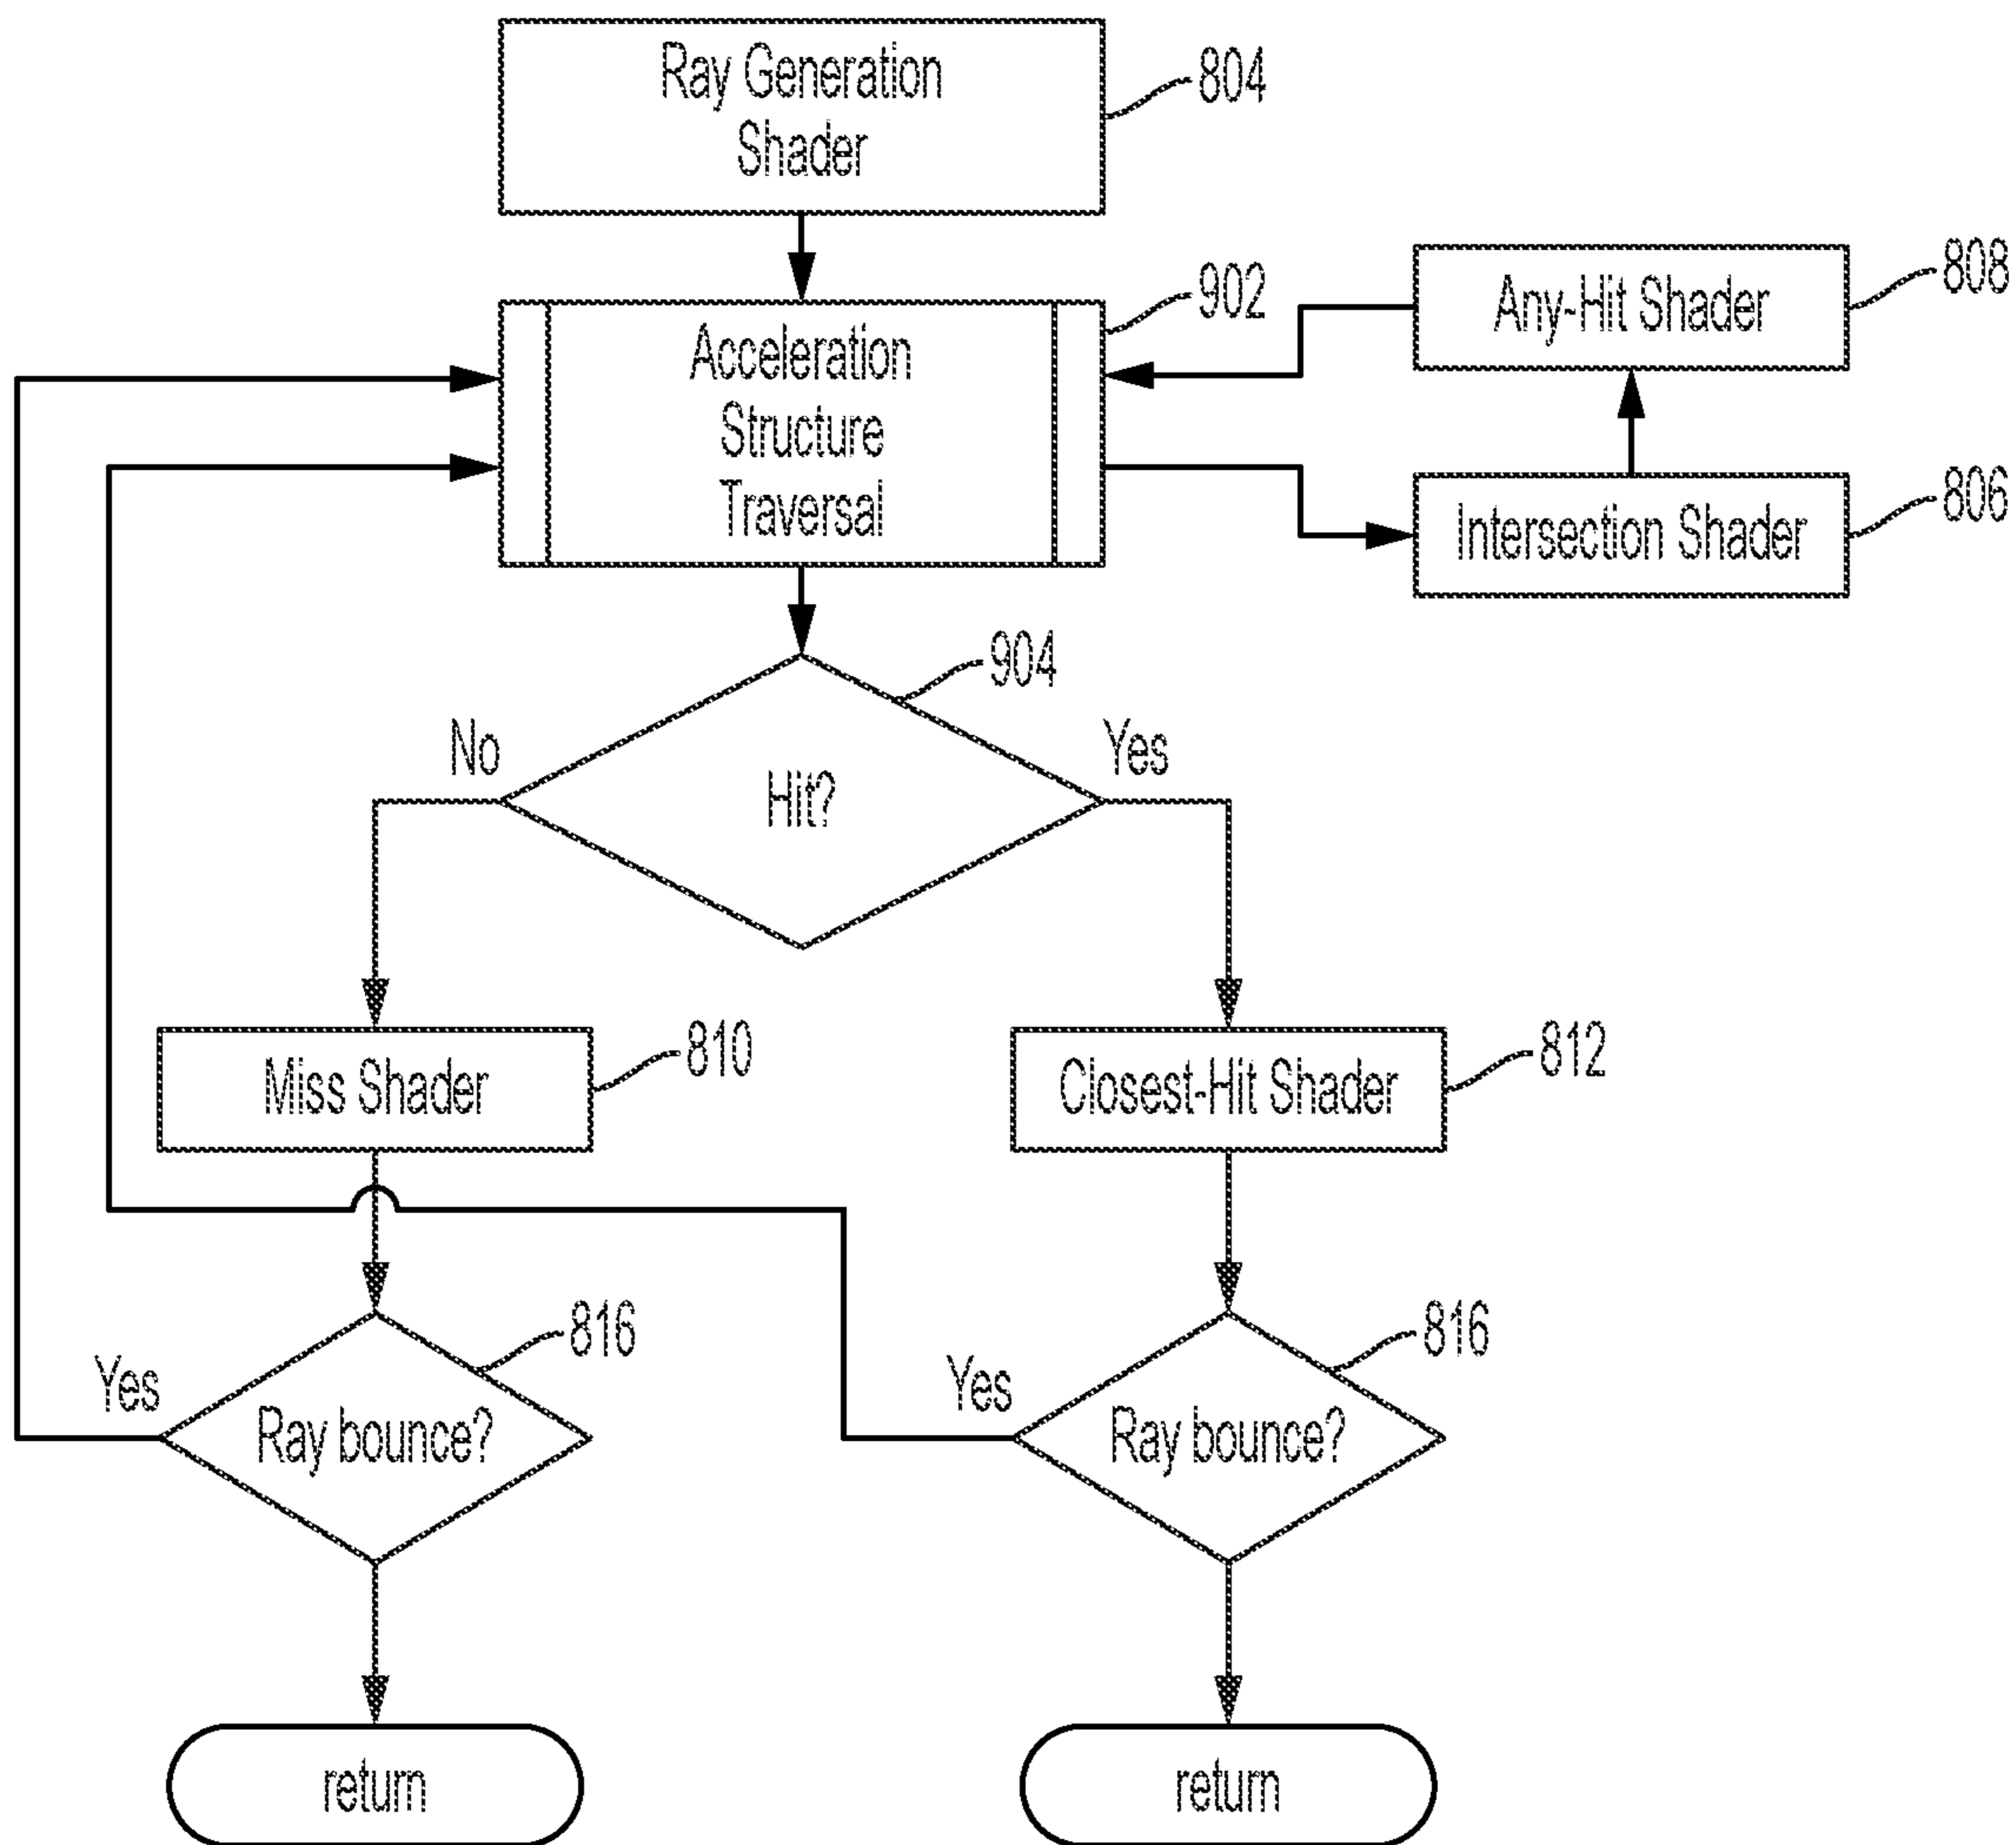 Ray Generation
Shader
804
Acceleration
Structure
Traversal
902
Any-Hit Shader
808
Intersection Shader
806
904
No
Hit?
Yes
Miss Shader
810
Closest-Hit Shader
812
816
Yes
Ray bounce?
816
Yes
Ray bounce?
return
return